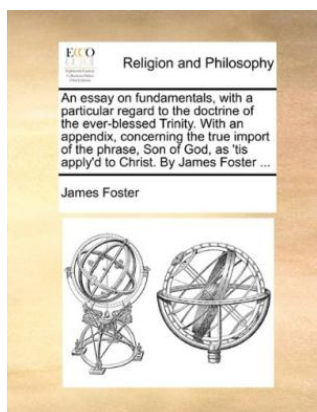 ECCO
Religion and Philosophy
An essay on fundamentals, with a
particular regard to the doctrine of
the ever-blessed Trinity. With an
appendix, concerning the true import
of the phrase, Son of God, as 'tis
apply'd to Christ. By James Foster ...
James Foster